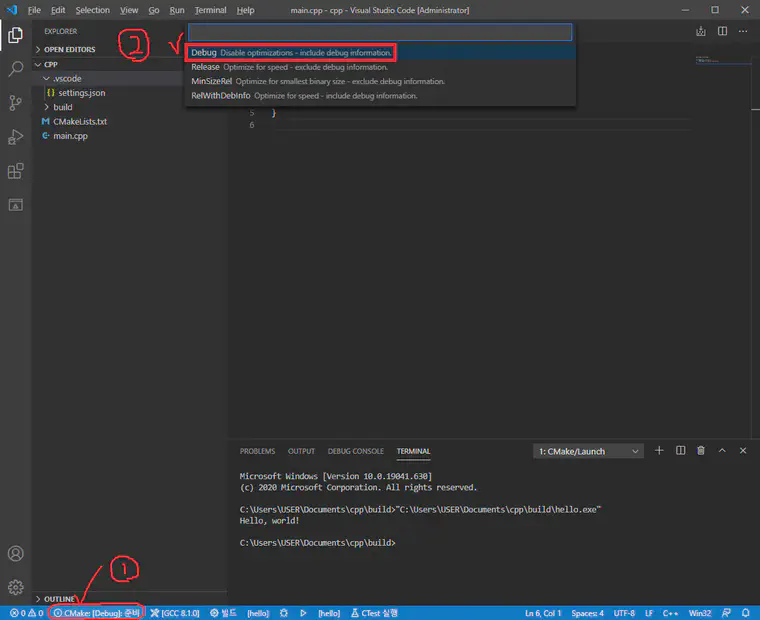 File Edit Selection View Go Run Terminal Help main.cpp - cpp - Visual Studio Code [Administrator]
EXPLORER
OPEN EDITORS
CPP
.vscode
settings.json
build
CMakeLists.txt
main.cpp
②
Debug Disable optimizations - include debug information.
Release Optimize for speed - exclude debug information.
MinSizeRel Optimize for smallest binary size - exclude debug information.
RelWithDebInfo Optimize for speed - include debug information.
5 }
6
PROBLEMS OUTPUT DEBUG CONSOLE TERMINAL 1: CMake/Launch
Microsoft Windows [Version 10.0.19041.630]
(c) 2020 Microsoft Corporation. All rights reserved.
C:\Users\USER\Documents\cpp\build>"C:\Users\USER\Documents\cpp\build\hello.exe"
Hello, world!
C:\Users\USER\Documents\cpp\build>
①
OUTLINE
0 0 CMake: [Debug]: 준비 [GCC 8.1.0] 빌드 [hello] [hello] CTest 실행 Ln 6, Col 1 Spaces: 4 UTF-8 LF C++ Win32